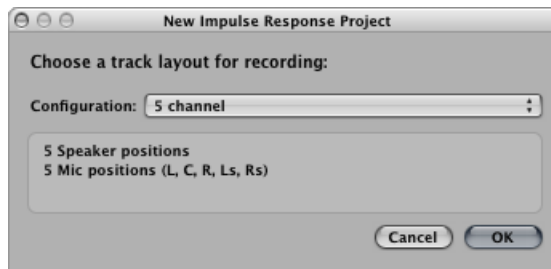 New Impulse Response Project
Choose a track layout for recording:
Configuration: 5 channel
5 Speaker positions
5 Mic positions (L, C, R, Ls, Rs)
Cancel OK